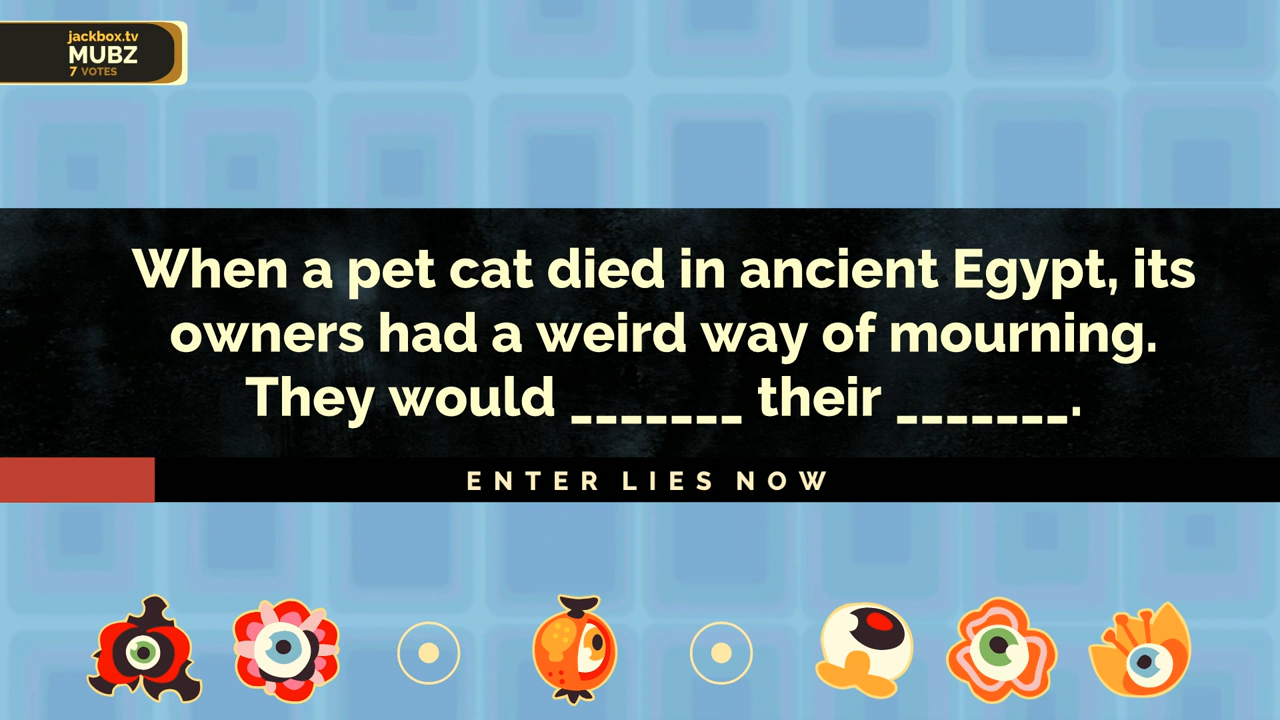 jackbox.tv
MUBZ
7 VOTES
When a pet cat died in ancient Egypt, its
owners had a weird way of mourning.
They would _______ their _______.
ENTER LIES NOW